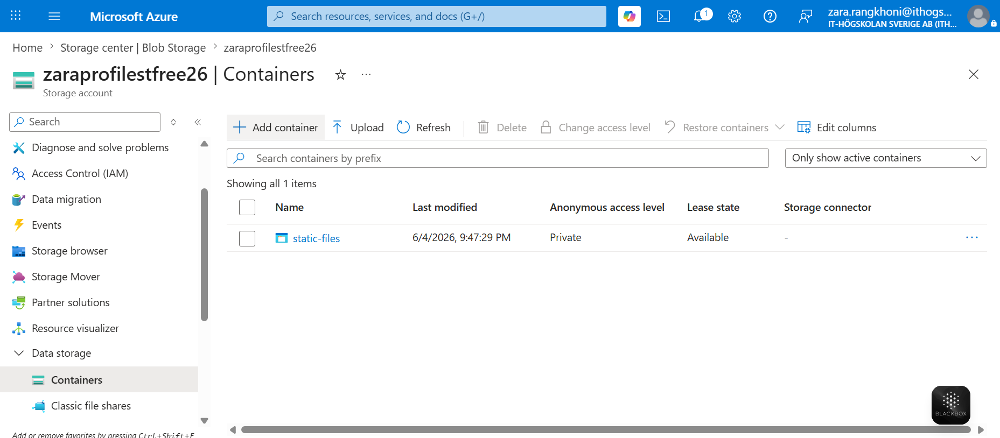 Microsoft Azure
Search resources, services, and docs (G+/)
1
zara.rangkhoni@ithogs...
IT-HÖGSKOLAN SVERIGE AB (ITH...
Home > Storage center | Blob Storage > zaraprofilestfree26
zaraprofilestfree26 | Containers
Storage account
Search
Diagnose and solve problems
Access Control (IAM)
Data migration
Events
Storage browser
Storage Mover
Partner solutions
Resource visualizer
Data storage
Containers
Classic file shares
Add or remove favorites by pressing Ctrl+Shift+F
Add container Upload Refresh Delete Change access level Restore containers Edit columns
Search containers by prefix
Only show active containers
Showing all 1 items
Name Last modified Anonymous access level Lease state Storage connector
static-files 6/4/2026, 9:47:29 PM Private Available -
BLACKBOX